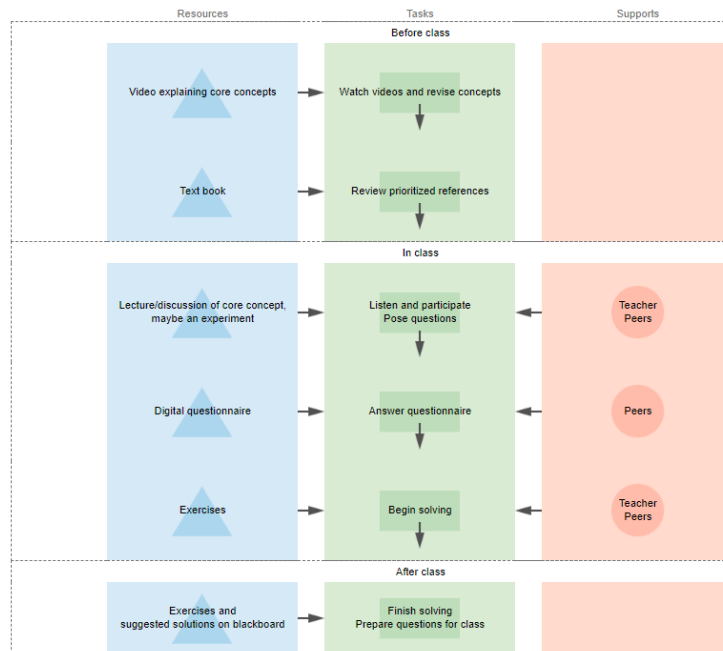 Resources Tasks Supports
Before class
Video explaining core concepts Watch videos and revise concepts
Text book Review prioritized references
In class
Lecture/discussion of core concept,
maybe an experiment
Listen and participate
Pose questions
Teacher
Peers
Digital questionnaire Answer questionnaire Peers
Exercises Begin solving
Teacher
Peers
After class
Exercises and
suggested solutions on blackboard
Finish solving
Prepare questions for class